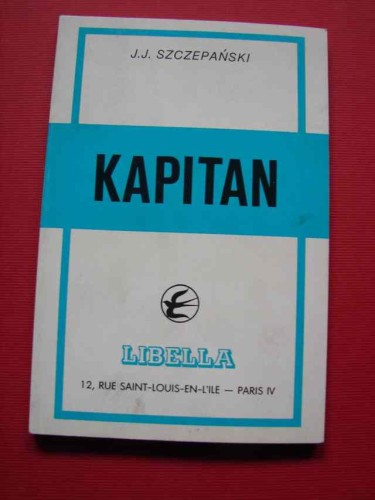 J.J. SZCZEPAŃSKI
KAPITAN
LIBELLA
12, RUE SAINT-LOUIS-EN-L'ILE — PARIS IV